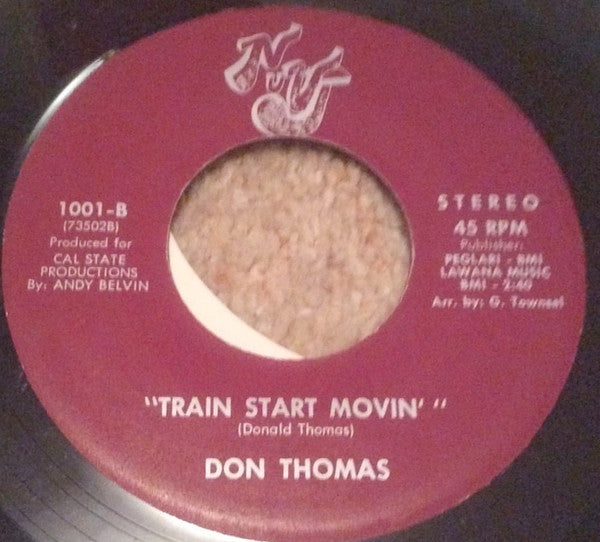 NUJ
1001-B
(73502B)
Produced for
CAL STATE
PRODUCTIONS
By: ANDY BELVIN
STEREO
45 RPM
Publisher:
PEGLARI - BMI
LAWANA MUSIC
BMI - 2:40
Arr. by: G. Townsel
"TRAIN START MOVIN' "
(Donald Thomas)
DON THOMAS